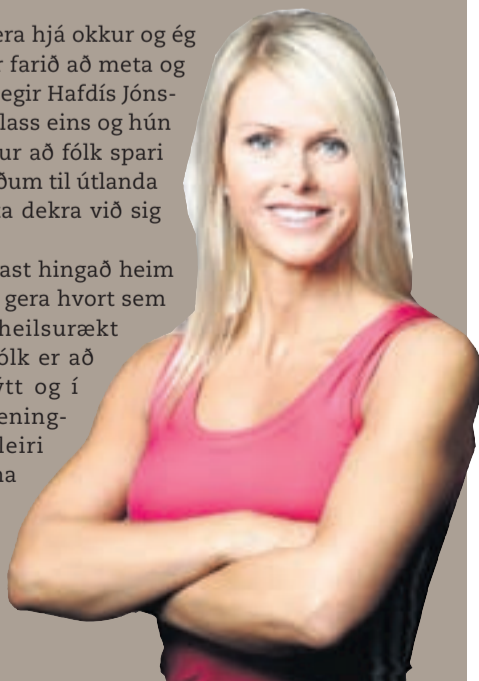 era hjá okkur og ég
r farið að meta og
egir Hafdís Jóns-
lass eins og hún
ur að fólk spari
ðum til útlanda
ta dekra við sig
ast hingað heim
gera hvort sem
heilsurækt
ólk er að
ýtt og í
ening-
leiri
na